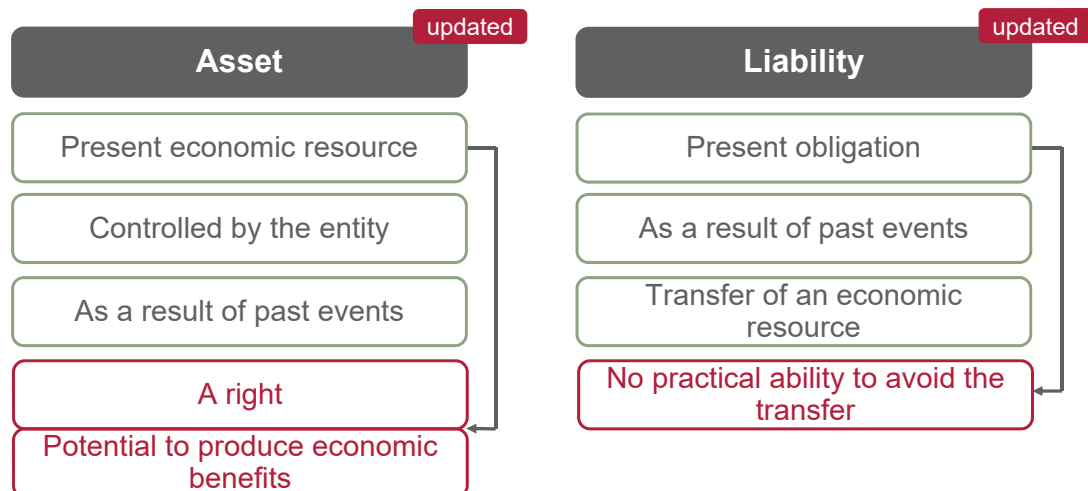 updated
Asset
Present economic resource
Controlled by the entity
As a result of past events
A right
Potential to produce economic
benefits
updated
Liability
Present obligation
As a result of past events
Transfer of an economic
resource
No practical ability to avoid the
transfer